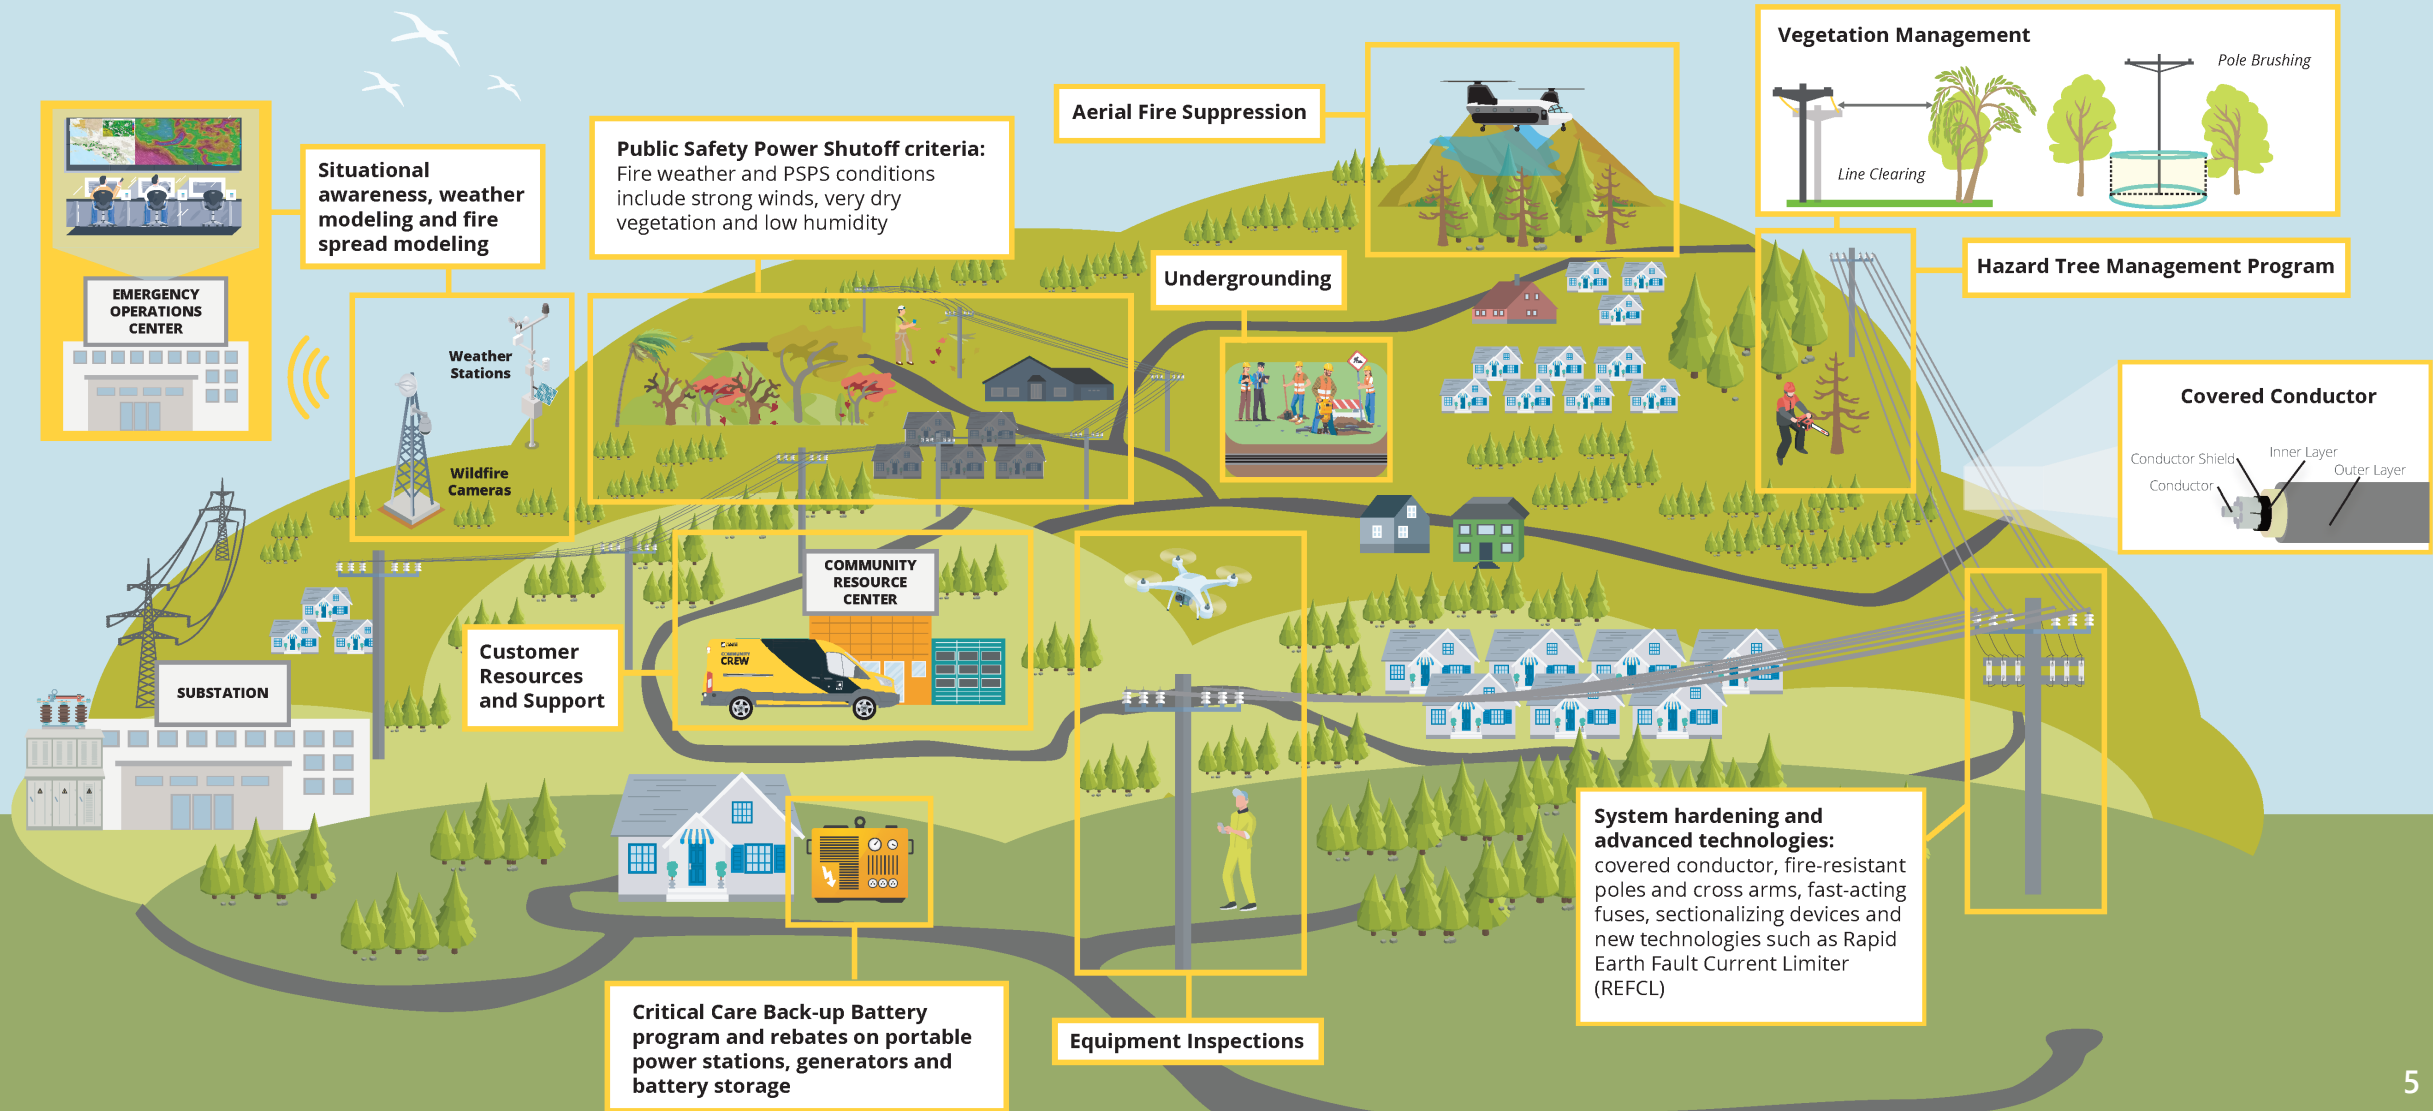 Vegetation Management
Pole Brushing
Line Clearing
Aerial Fire Suppression
Public Safety Power Shutoff criteria:
Fire weather and PSPS conditions
include strong winds, very dry
vegetation and low humidity
Situational
awareness, weather
modeling and fire
spread modeling
EMERGENCY
OPERATIONS
CENTER
Weather
Stations
Wildfire
Cameras
Undergrounding
Hazard Tree Management Program
Covered Conductor
Conductor Shield
Inner Layer
Outer Layer
Conductor
COMMUNITY
RESOURCE
CENTER
COMMUNITY
CREW
Customer
Resources
and Support
SUBSTATION
System hardening and
advanced technologies:
covered conductor, fire-resistant
poles and cross arms, fast-acting
fuses, sectionalizing devices and
new technologies such as Rapid
Earth Fault Current Limiter
(REFCL)
Critical Care Back-up Battery
program and rebates on portable
power stations, generators and
battery storage
Equipment Inspections
5